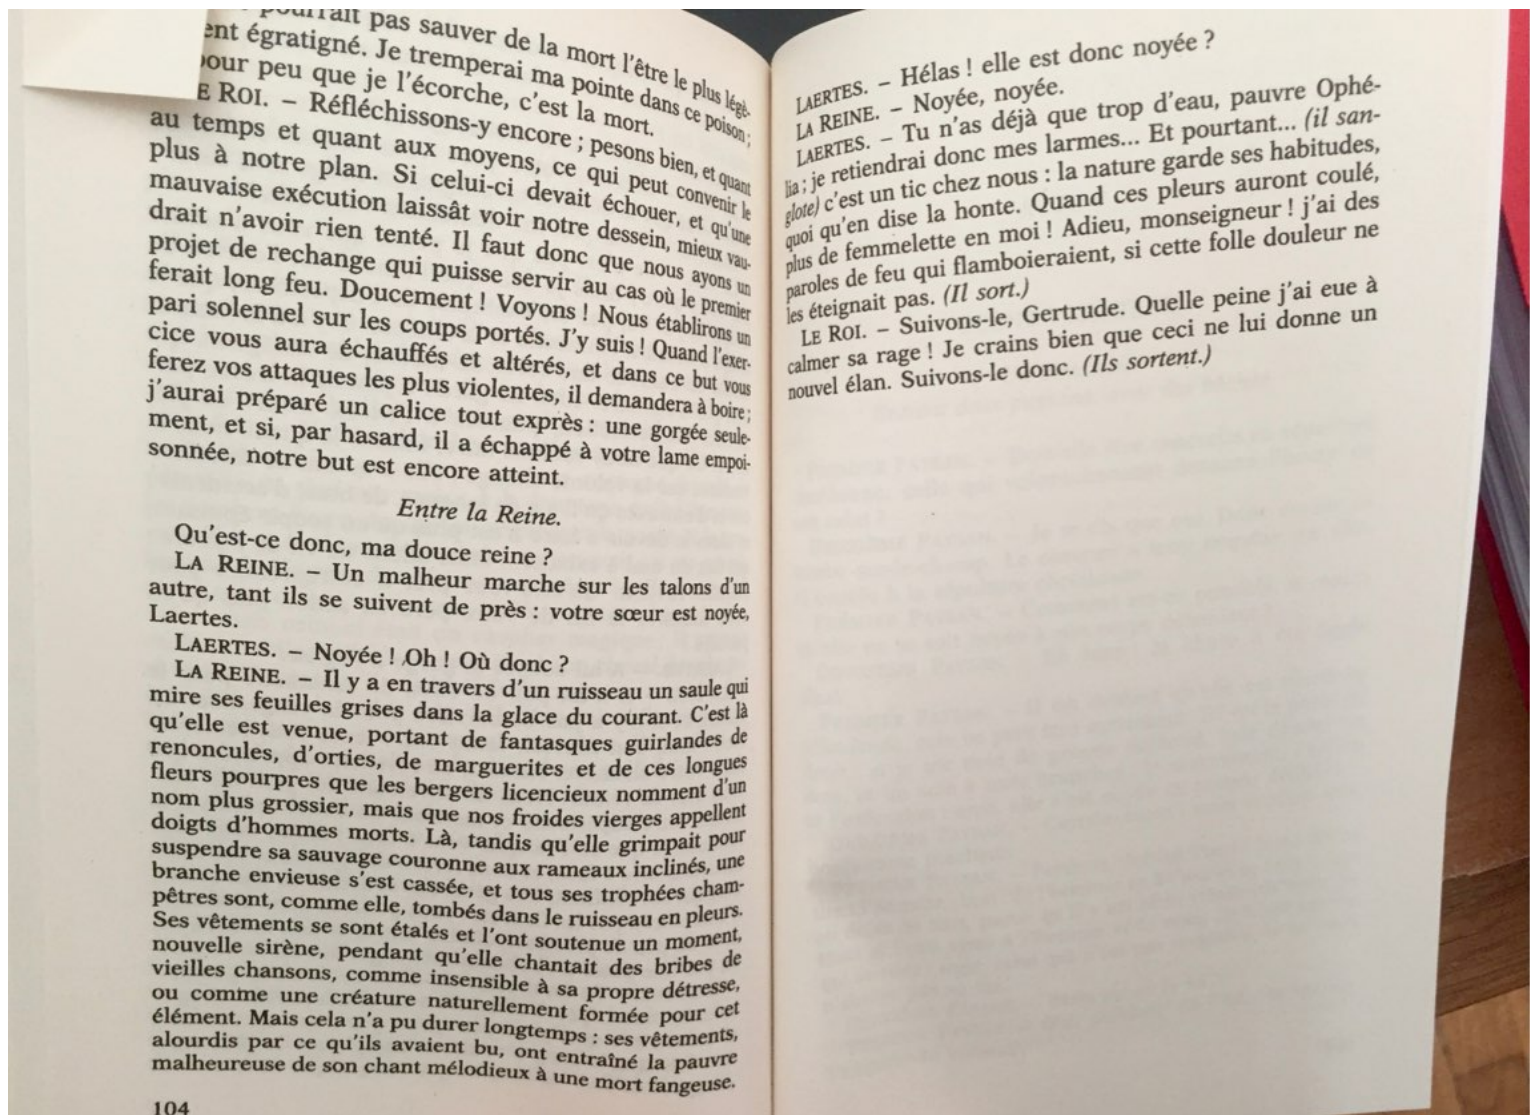 pourrait pas sauver de la mort l'être le plus légè-
ent égratigné. Je tremperai ma pointe dans ce poison ;
pour peu que je l'écorche, c'est la mort.
E ROI. – Réfléchissons-y encore ; pesons bien, et quant
au temps et quant aux moyens, ce qui peut convenir le
plus à notre plan. Si celui-ci devait échouer, et qu'une
mauvaise exécution laissât voir notre dessein, mieux vau-
drait n'avoir rien tenté. Il faut donc que nous ayons un
projet de rechange qui puisse servir au cas où le premier
ferait long feu. Doucement ! Voyons ! Nous établirons un
pari solennel sur les coups portés. J'y suis ! Quand l'exer-
cice vous aura échauffés et altérés, et dans ce but vous
ferez vos attaques les plus violentes, il demandera à boire ;
j'aurai préparé un calice tout exprès : une gorgée seule-
ment, et si, par hasard, il a échappé à votre lame empoi-
sonnée, notre but est encore atteint.
Entre la Reine.
Qu'est-ce donc, ma douce reine ?
LA REINE. – Un malheur marche sur les talons d'un
autre, tant ils se suivent de près : votre sœur est noyée,
Laertes.
LAERTES. – Noyée ! Oh ! Où donc ?
LA REINE. – Il y a en travers d'un ruisseau un saule qui
mire ses feuilles grises dans la glace du courant. C'est là
qu'elle est venue, portant de fantasques guirlandes de
renoncules, d'orties, de marguerites et de ces longues
fleurs pourpres que les bergers licencieux nomment d'un
nom plus grossier, mais que nos froides vierges appellent
doigts d'hommes morts. Là, tandis qu'elle grimpait pour
suspendre sa sauvage couronne aux rameaux inclinés, une
branche envieuse s'est cassée, et tous ses trophées cham-
pêtres sont, comme elle, tombés dans le ruisseau en pleurs.
Ses vêtements se sont étalés et l'ont soutenue un moment,
nouvelle sirène, pendant qu'elle chantait des bribes de
vieilles chansons, comme insensible à sa propre détresse,
ou comme une créature naturellement formée pour cet
élément. Mais cela n'a pu durer longtemps : ses vêtements,
alourdis par ce qu'ils avaient bu, ont entraîné la pauvre
malheureuse de son chant mélodieux à une mort fangeuse.
104
LAERTES. – Hélas ! elle est donc noyée ?
LA REINE. – Noyée, noyée.
LAERTES. – Tu n'as déjà que trop d'eau, pauvre Ophé-
lia ; je retiendrai donc mes larmes... Et pourtant... (il san-
glote) c'est un tic chez nous : la nature garde ses habitudes,
quoi qu'en dise la honte. Quand ces pleurs auront coulé,
plus de femmelette en moi ! Adieu, monseigneur ! j'ai des
paroles de feu qui flamboieraient, si cette folle douleur ne
les éteignait pas. (Il sort.)
LE ROI. – Suivons-le, Gertrude. Quelle peine j'ai eue à
calmer sa rage ! Je crains bien que ceci ne lui donne un
nouvel élan. Suivons-le donc. (Ils sortent.)